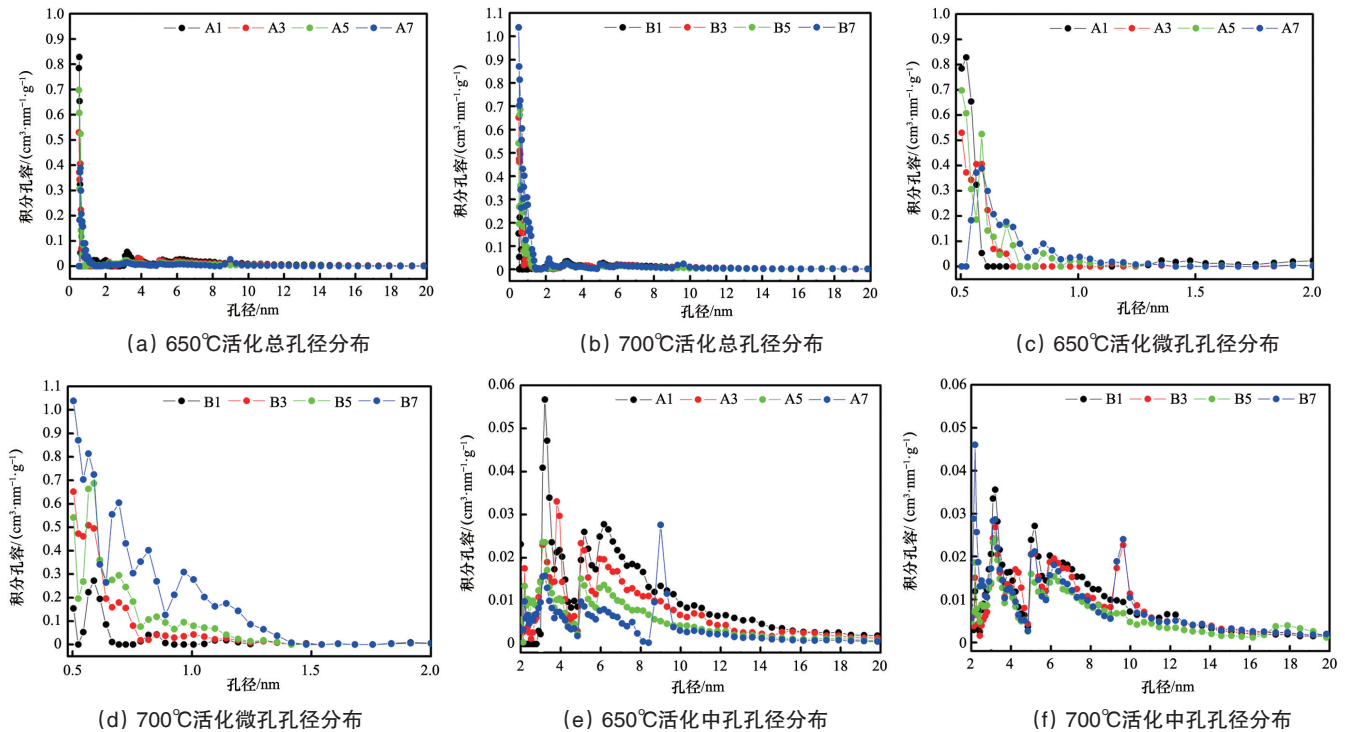 1.1
1.0
0.9
0.8
0.7
0.6
0.5
0.4
0.3
0.2
0.1
0
A1 A3 A5 A7
积分孔容/(cm³·nm⁻¹·g⁻¹)
0 2 4 6 8 10 12 14 16 18 20
孔径/nm
(a) 650℃活化总孔径分布
1.1
1.0
0.9
0.8
0.7
0.6
0.5
0.4
0.3
0.2
0.1
0
B1 B3 B5 B7
积分孔容/(cm³·nm⁻¹·g⁻¹)
0 2 4 6 8 10 12 14 16 18 20
孔径/nm
(b) 700℃活化总孔径分布
0.9
0.8
0.7
0.6
0.5
0.4
0.3
0.2
0.1
0
A1 A3 A5 A7
积分孔容/(cm³·nm⁻¹·g⁻¹)
0.5 1.0 1.5 2.0
孔径/nm
(c) 650℃活化微孔孔径分布
1.1
1.0
0.9
0.8
0.7
0.6
0.5
0.4
0.3
0.2
0.1
0
B1 B3 B5 B7
积分孔容/(cm³·nm⁻¹·g⁻¹)
0.5 1.0 1.5 2.0
孔径/nm
(d) 700℃活化微孔孔径分布
0.06
0.05
0.04
0.03
0.02
0.01
0
A1 A3 A5 A7
积分孔容/(cm³·nm⁻¹·g⁻¹)
2 4 6 8 10 12 14 16 18 20
孔径/nm
(e) 650℃活化中孔孔径分布
0.06
0.05
0.04
0.03
0.02
0.01
0
B1 B3 B5 B7
积分孔容/(cm³·nm⁻¹·g⁻¹)
2 4 6 8 10 12 14 16 18 20
孔径/nm
(f) 700℃活化中孔孔径分布